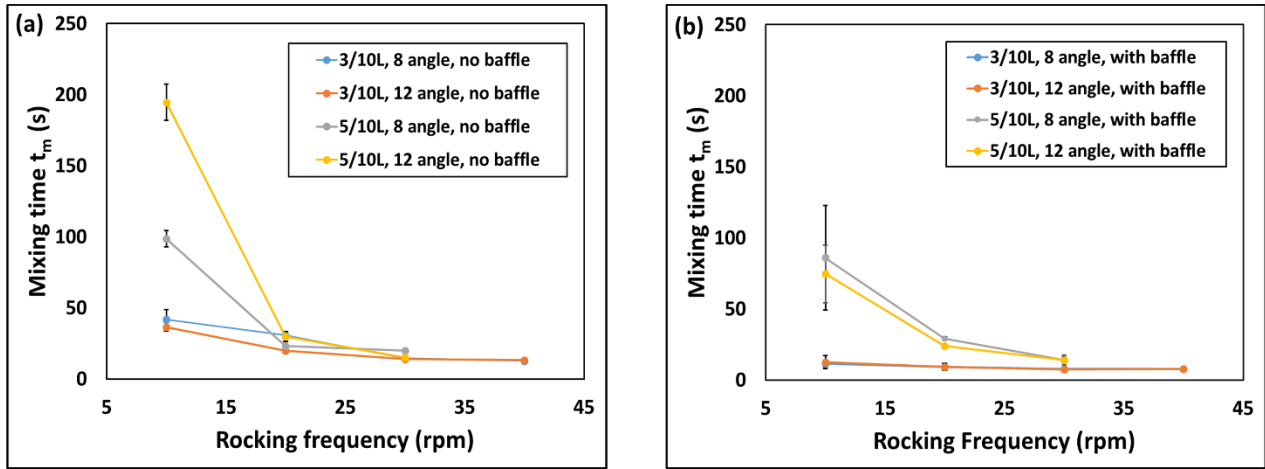 (a)
250
200
150
100
50
0
Mixing time tm (s)
3/10L, 8 angle, no baffle
3/10L, 12 angle, no baffle
5/10L, 8 angle, no baffle
5/10L, 12 angle, no baffle
5 15 25 35 45
Rocking frequency (rpm)
(b)
250
200
150
100
50
0
Mixing time tm (s)
3/10L, 8 angle, with baffle
3/10L, 12 angle, with baffle
5/10L, 8 angle, with baffle
5/10L, 12 angle, with baffle
5 15 25 35 45
Rocking Frequency (rpm)